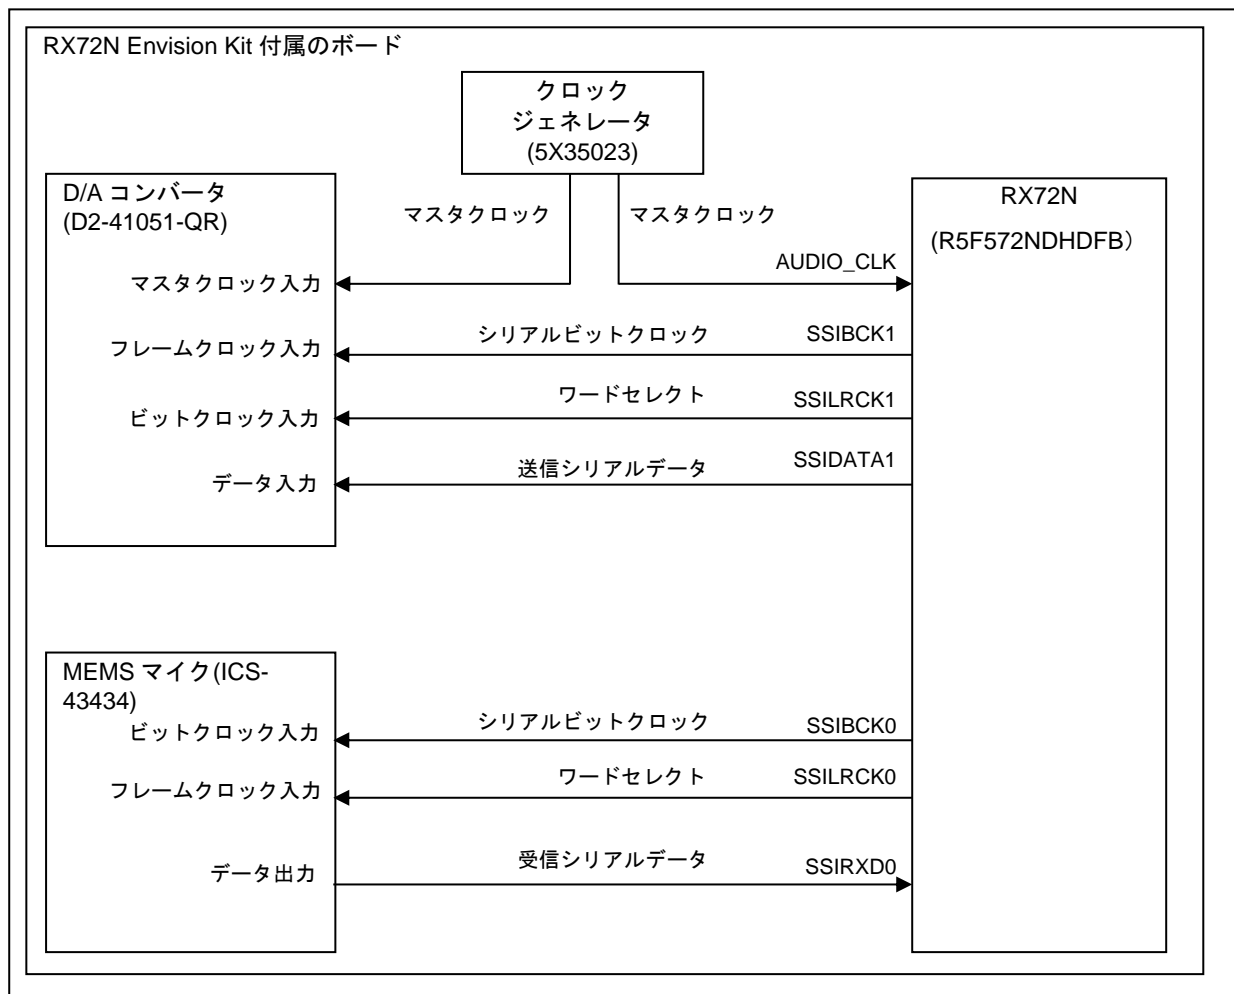 RX72N Envision Kit 付属のボード
クロック
ジェネレータ
(5X35023)
D/A コンバータ
(D2-41051-QR)
マスタクロック
マスタクロック
RX72N
(R5F572NDHDFB)
マスタクロック入力
AUDIO_CLK
フレームクロック入力
シリアルビットクロック
SSIBCK1
ビットクロック入力
ワードセレクト
SSILRCK1
データ入力
送信シリアルデータ
SSIDATA1
MEMS マイク(ICS-
43434)
ビットクロック入力
シリアルビットクロック
SSIBCK0
フレームクロック入力
ワードセレクト
SSILRCK0
データ出力
受信シリアルデータ
SSIRXD0